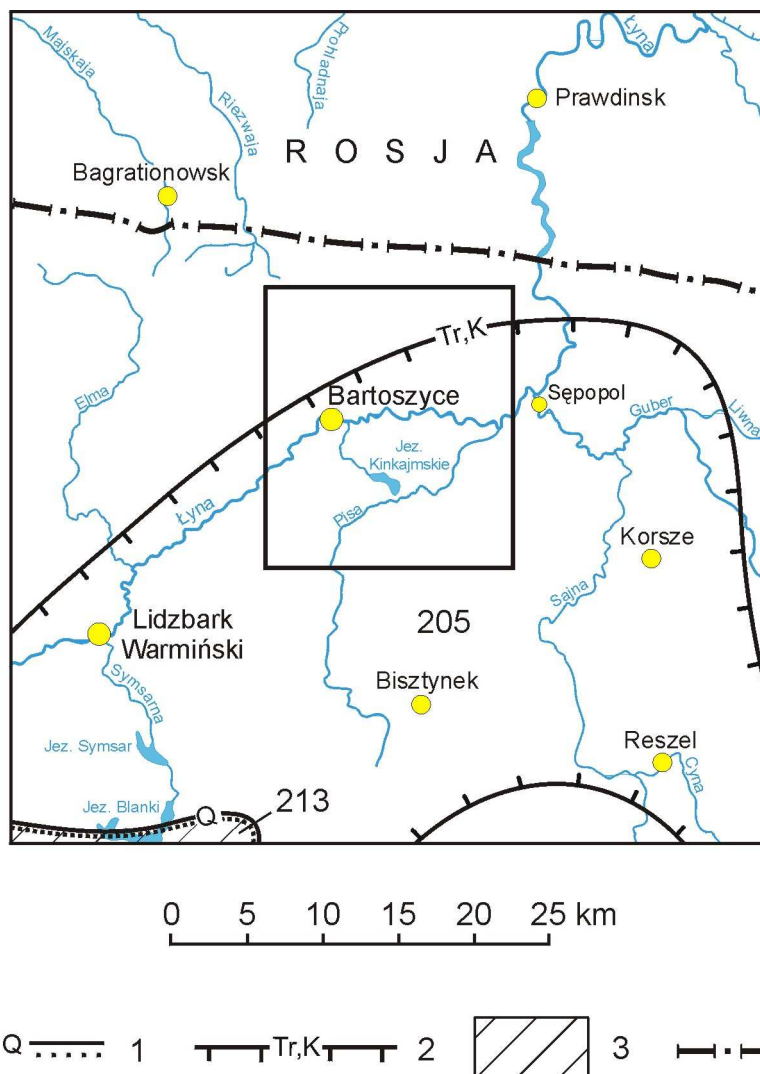 Majskaja
Riezwaja
Prohladnaja
Łyna
Prawdinsk
R O S J A
Bagrationowsk
Tr,K
Elma
Bartoszyce
Sępopol
Guber
Liwna
Jez.
Kinkajmskie
Łyna
Pisa
Korsze
Sajna
Lidzbark
Warmiński
205
Symsarna
Bisztynek
Jez. Symsar
Reszel
Cyna
Jez. Blanki
Q
213
0 5 10 15 20 25 km
Q 1 Tr,K 2 3